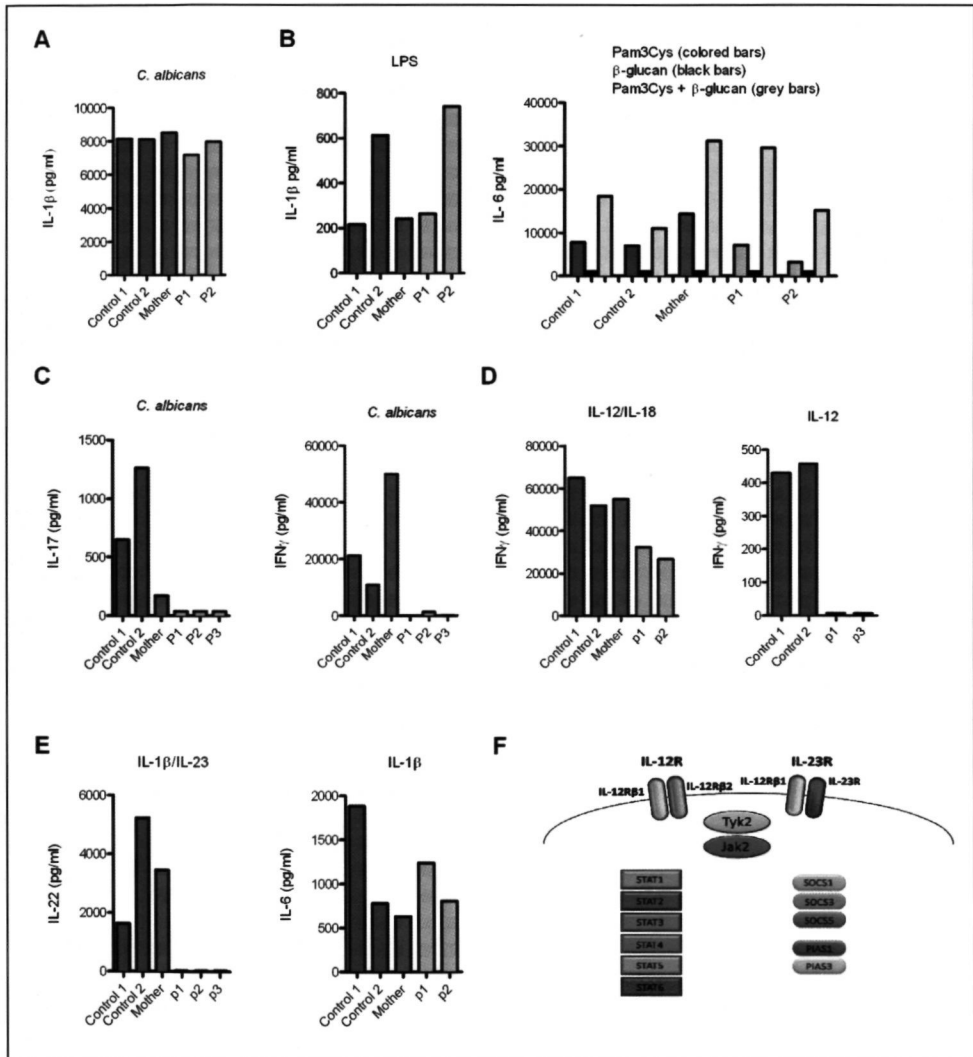 A
C. albicans
IL-1β (pg/ml)
10000
8000
6000
4000
2000
0
Control 1
Control 2
Mother
P1
P2
B
LPS
IL-1β pg/ml
800
600
400
200
0
Control 1
Control 2
Mother
P1
P2
Pam3Cys (colored bars)
β-glucan (black bars)
Pam3Cys + β-glucan (grey bars)
IL- 6 pg/ml
40000
30000
20000
10000
0
Control 1
Control 2
Mother
P1
P2
C
C. albicans
IL-17 (pg/ml)
1500
1000
500
0
Control 1
Control 2
Mother
P1
P2
P3
C. albicans
IFNγ (pg/ml)
60000
40000
20000
0
Control 1
Control 2
Mother
P1
P2
P3
D
IL-12/IL-18
IFNγ (pg/ml)
80000
60000
40000
20000
0
Control 1
Control 2
Mother
p1
p2
IL-12
IFNγ (pg/ml)
500
400
300
200
100
0
Control 1
Control 2
p1
p3
E
IL-1β/IL-23
IL-22 (pg/ml)
6000
4000
2000
0
Control 1
Control 2
Mother
p1
p2
p3
IL-1β
IL-6 (pg/ml)
2000
1500
1000
500
0
Control 1
Control 2
Mother
p1
p2
F
IL-12R
IL-23R
IL-12Rβ1
IL-12Rβ2
IL-12Rβ1
IL-23R
Tyk2
Jak2
STAT1
STAT2
STAT3
STAT4
STAT5
STAT6
SOCS1
SOCS3
SOCS5
PIAS1
PIAS3